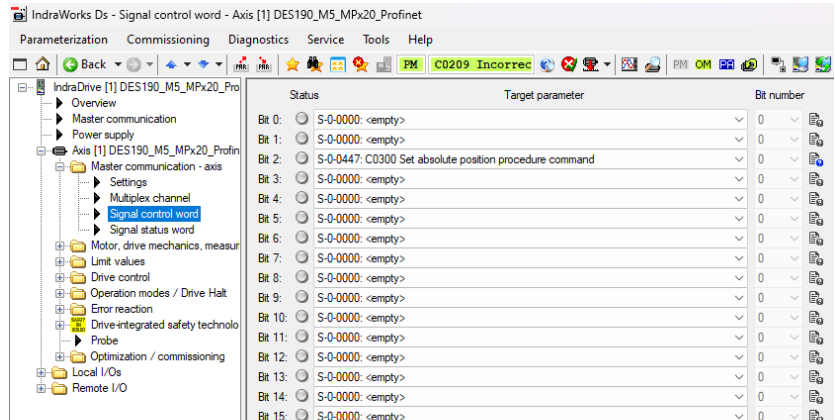 IndraWorks Ds - Signal control word - Axis [1] DES190_M5_MPx20_Profinet
Parameterization Commissioning Diagnostics Service Tools Help
Back PAR PAR PM C0209 Incorrec PM OM
IndraDrive [1] DES190_M5_MPx20_Pro
Overview
Master communication
Power supply
Axis [1] DES190_M5_MPx20_Profin
Master communication - axis
Settings
Multiplex channel
Signal control word
Signal status word
Motor, drive mechanics, measur
Limit values
Drive control
Operation modes / Drive Halt
Error reaction
Drive-integrated safety technolo
Probe
Optimization / commissioning
Local I/Os
Remote I/O
Status Target parameter Bit number
Bit 0: S-0-0000: <empty> 0
Bit 1: S-0-0000: <empty> 0
Bit 2: S-0-0447: C0300 Set absolute position procedure command 0
Bit 3: S-0-0000: <empty> 0
Bit 4: S-0-0000: <empty> 0
Bit 5: S-0-0000: <empty> 0
Bit 6: S-0-0000: <empty> 0
Bit 7: S-0-0000: <empty> 0
Bit 8: S-0-0000: <empty> 0
Bit 9: S-0-0000: <empty> 0
Bit 10: S-0-0000: <empty> 0
Bit 11: S-0-0000: <empty> 0
Bit 12: S-0-0000: <empty> 0
Bit 13: S-0-0000: <empty> 0
Bit 14: S-0-0000: <empty> 0
Bit 15: S-0-0000: <empty> 0